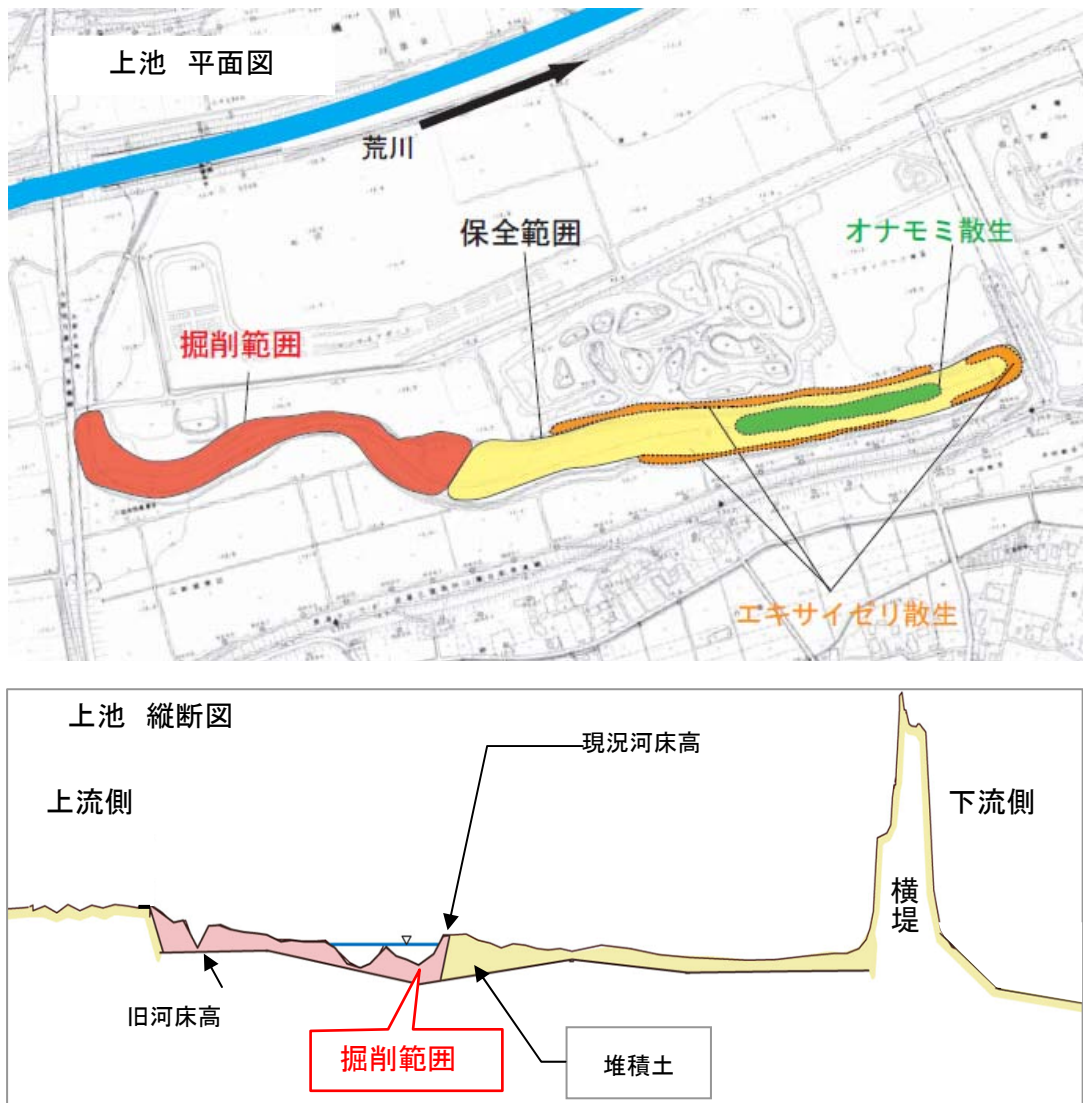 上池 平面図
荒川
保全範囲
オナモミ散生
掘削範囲
エキサイゼリ散生
上池 縦断図
現況河床高
上流側
下流側
横堤
旧河床高
掘削範囲
堆積土